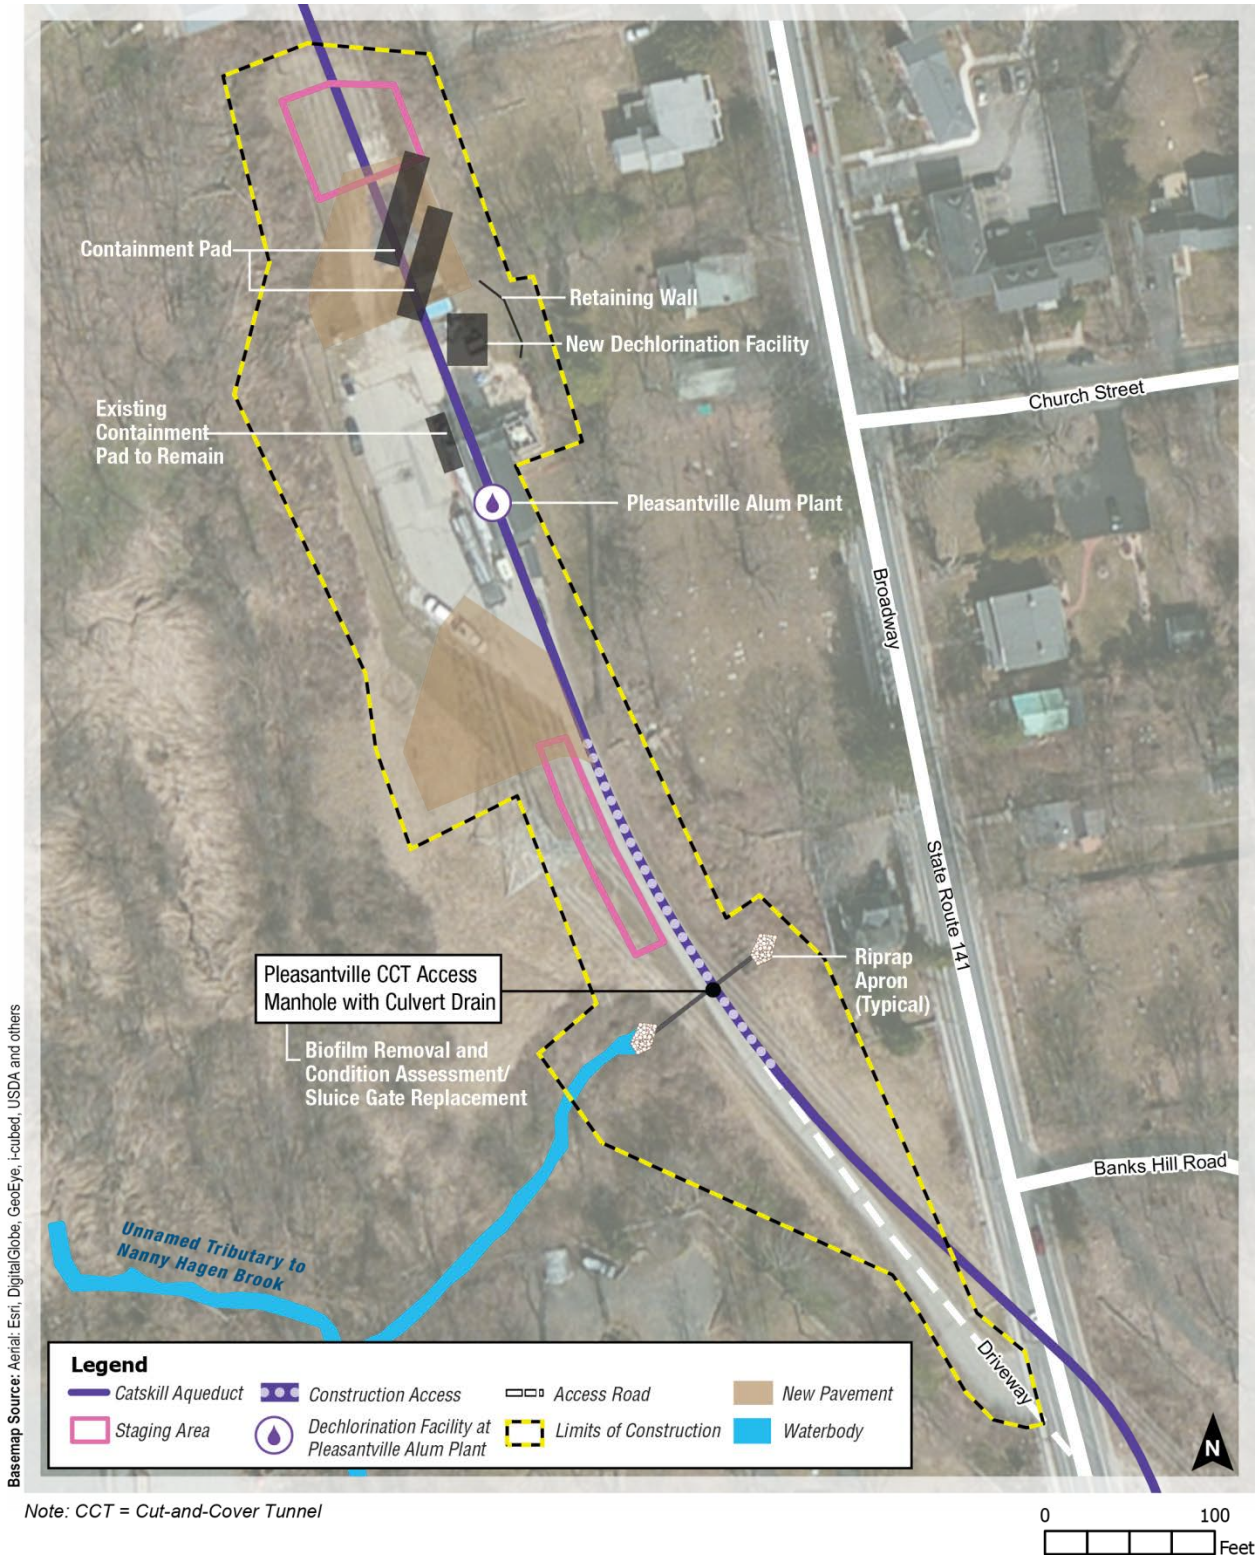 Containment Pad
Retaining Wall
New Dechlorination Facility
Church Street
Existing
Containment
Pad to Remain
Pleasantville Alum Plant
Broadway
State Route 141
Pleasantville CCT Access
Manhole with Culvert Drain
Riprap
Apron
(Typical)
Biofilm Removal and
Condition Assessment/
Sluice Gate Replacement
Banks Hill Road
Unnamed Tributary to
Nanny Hagen Brook
Driveway
Legend
Catskill Aqueduct
Construction Access
Access Road
New Pavement
Staging Area
Dechlorination Facility at
Pleasantville Alum Plant
Limits of Construction
Waterbody
N
Basemap Source: Aerial: Esri, DigitalGlobe, GeoEye, i-cubed, USDA and others
Note: CCT = Cut-and-Cover Tunnel
0 100
Feet